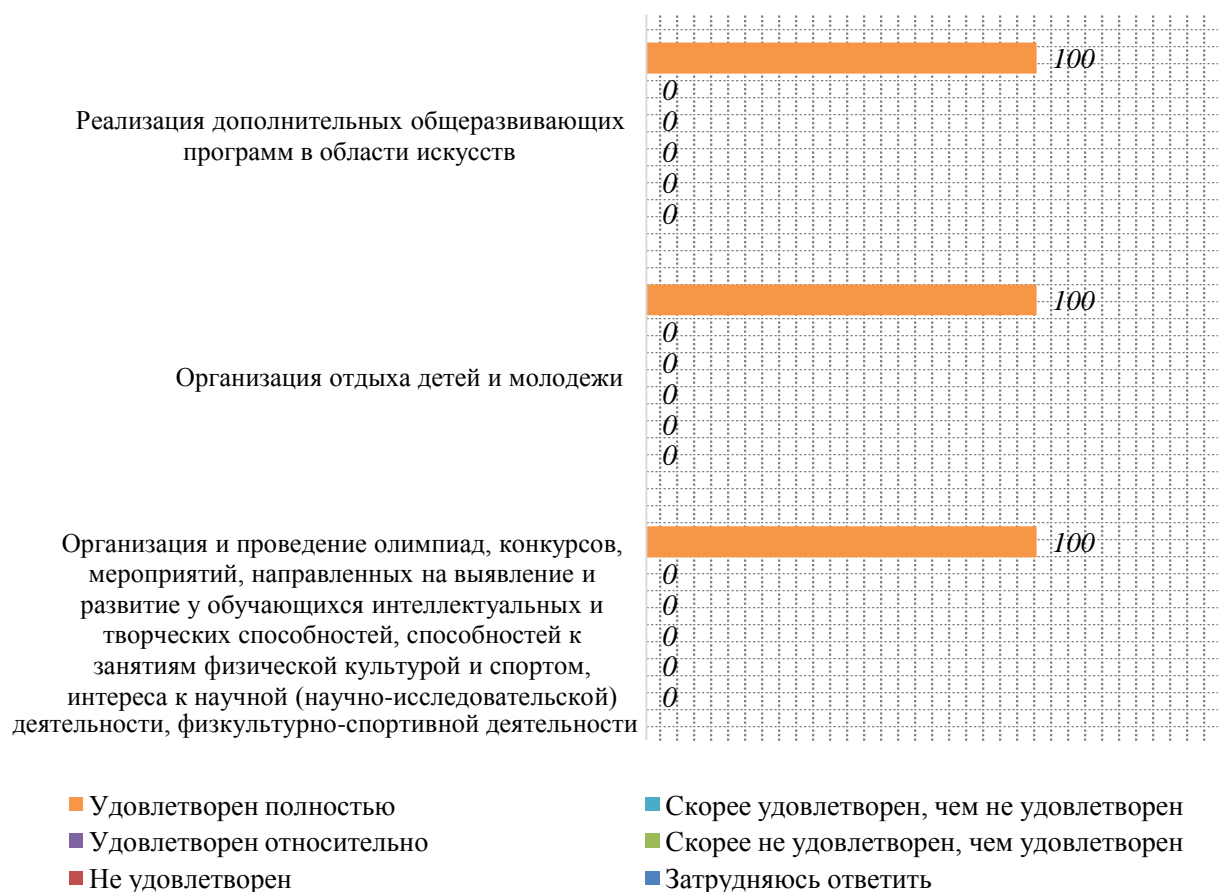 100
0
0
0
0
0
Реализация дополнительных общеразвивающих
программ в области искусств
100
0
0
0
0
0
Организация отдыха детей и молодежи
100
0
0
0
0
0
Организация и проведение олимпиад, конкурсов,
мероприятий, направленных на выявление и
развитие у обучающихся интеллектуальных и
творческих способностей, способностей к
занятиям физической культурой и спортом,
интереса к научной (научно-исследовательской)
деятельности, физкультурно-спортивной деятельности
Удовлетворен полностью
Скорее удовлетворен, чем не удовлетворен
Удовлетворен относительно
Скорее не удовлетворен, чем удовлетворен
Не удовлетворен
Затрудняюсь ответить